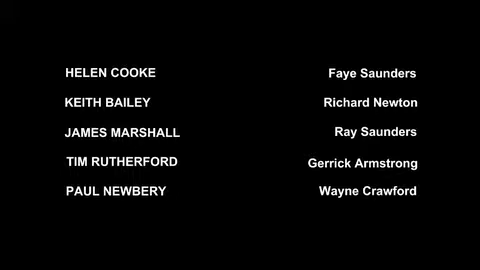 HELEN COOKE Faye Saunders
KEITH BAILEY Richard Newton
JAMES MARSHALL Ray Saunders
TIM RUTHERFORD Gerrick Armstrong
PAUL NEWBERY Wayne Crawford